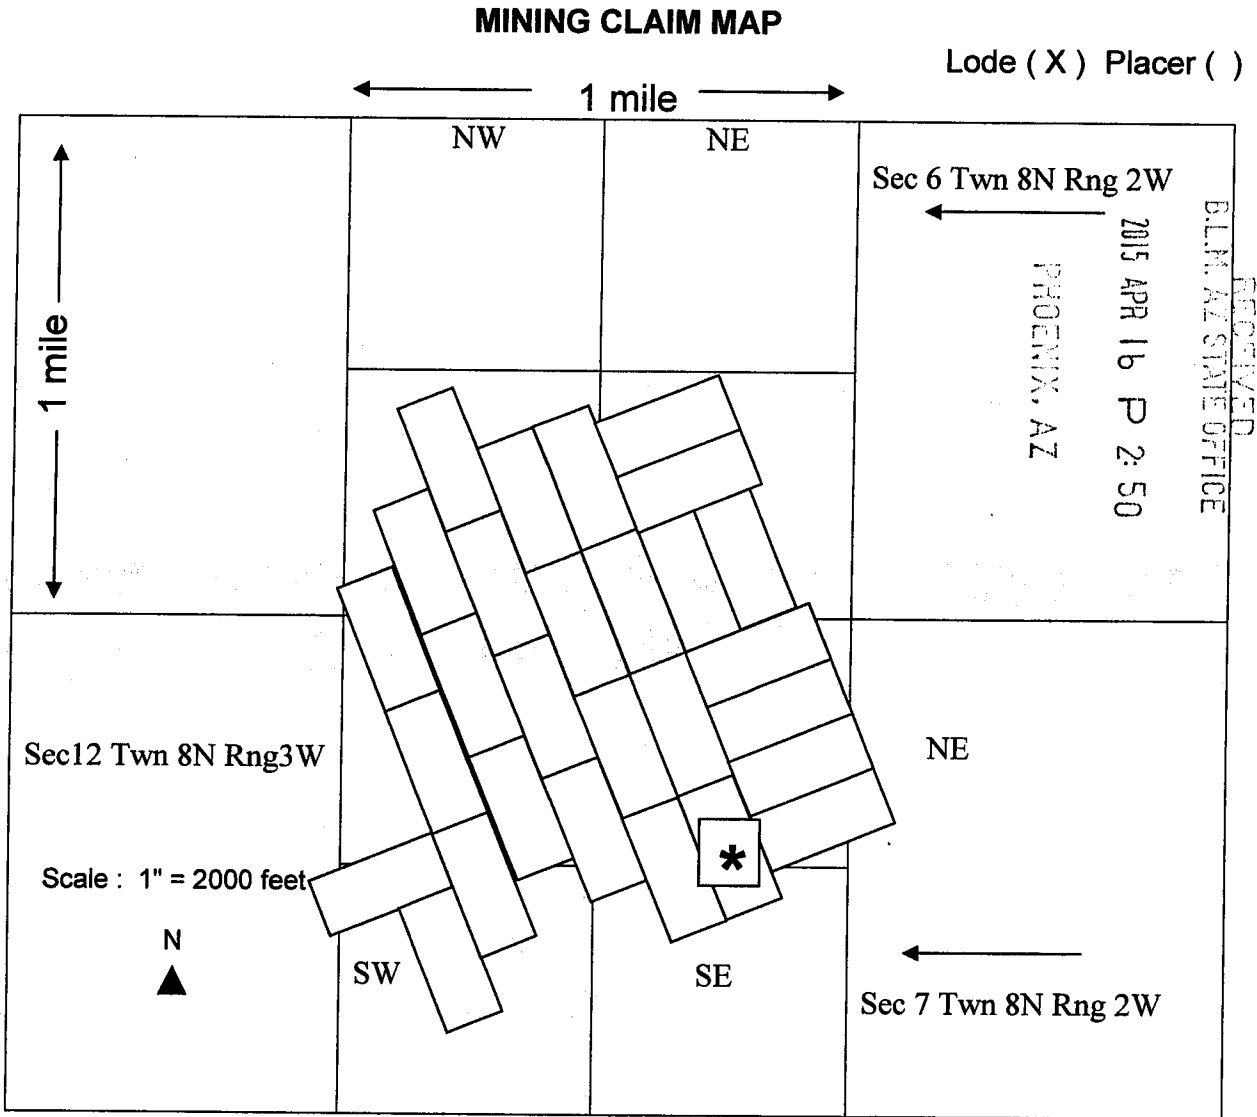 MINING CLAIM MAP
Lode ( X ) Placer ( )
1 mile
NW
NE
Sec 6 Twn 8N Rng 2W
RECEIVED
B.L.M. AZ STATE OFFICE
2015 APR 16 P 2:50
PHOENIX, AZ
1 mile
Sec12 Twn 8N Rng3W
NE
*
Scale : 1" = 2000 feet
N
SW
SE
Sec 7 Twn 8N Rng 2W